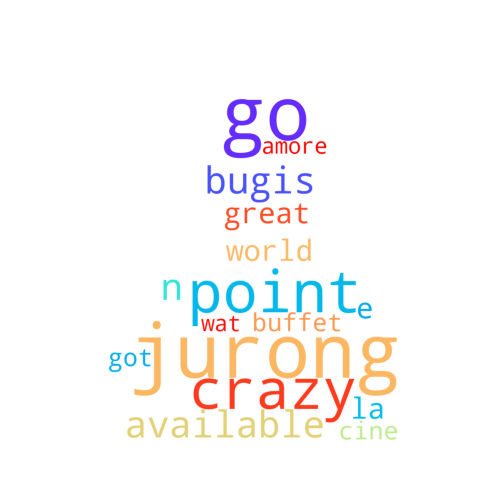 go
amore
bugis
great
world
n point e
wat buffet
jurong
got
crazy
la
available
cine